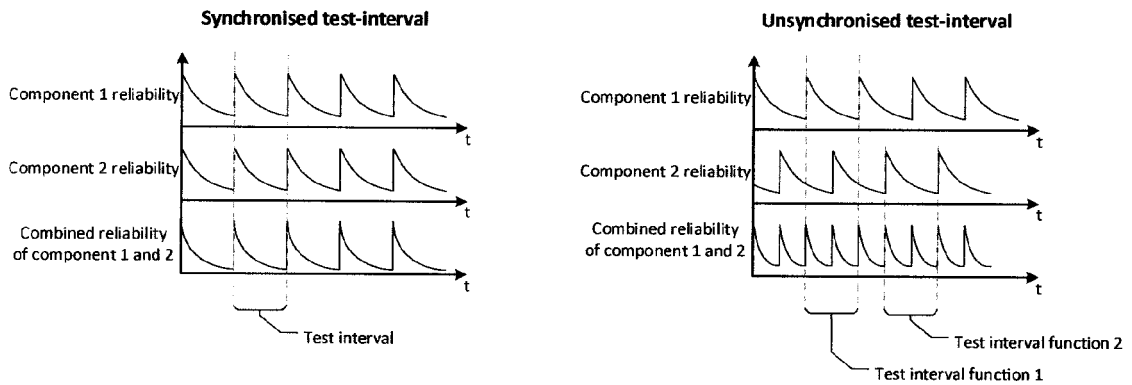 Synchronised test-interval
Component 1 reliability
t
Component 2 reliability
t
Combined reliability
of component 1 and 2
t
Test interval
Unsynchronised test-interval
Component 1 reliability
t
Component 2 reliability
t
Combined reliability
of component 1 and 2
t
Test interval function 2
Test interval function 1